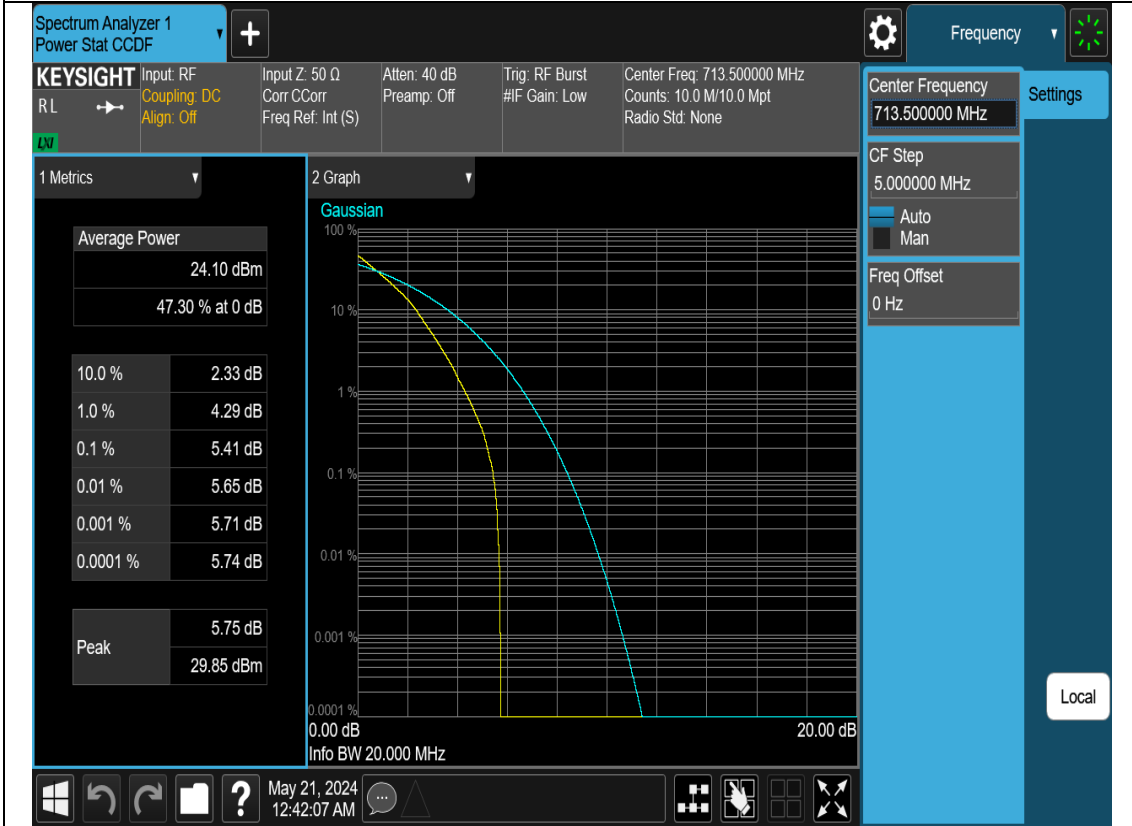 Spectrum Analyzer 1
Power Stat CCDF
Frequency
KEYSIGHT
RL
LXI
Input: RF
Coupling: DC
Align: Off
Input Z: 50 Ω
Corr CCorr
Freq Ref: Int (S)
Atten: 40 dB
Preamp: Off
Trig: RF Burst
#IF Gain: Low
Center Freq: 713.500000 MHz
Counts: 10.0 M/10.0 Mpt
Radio Std: None
Center Frequency
713.500000 MHz
Settings
CF Step
5.000000 MHz
Auto
Man
Freq Offset
0 Hz
Local
1 Metrics
Average Power
24.10 dBm
47.30 % at 0 dB
10.0 % 2.33 dB
1.0 % 4.29 dB
0.1 % 5.41 dB
0.01 % 5.65 dB
0.001 % 5.71 dB
0.0001 % 5.74 dB
Peak 5.75 dB
29.85 dBm
2 Graph
Gaussian
100 %
10 %
1 %
0.1 %
0.01 %
0.001 %
0.0001 %
0.00 dB 20.00 dB
Info BW 20.000 MHz
?
May 21, 2024
12:42:07 AM